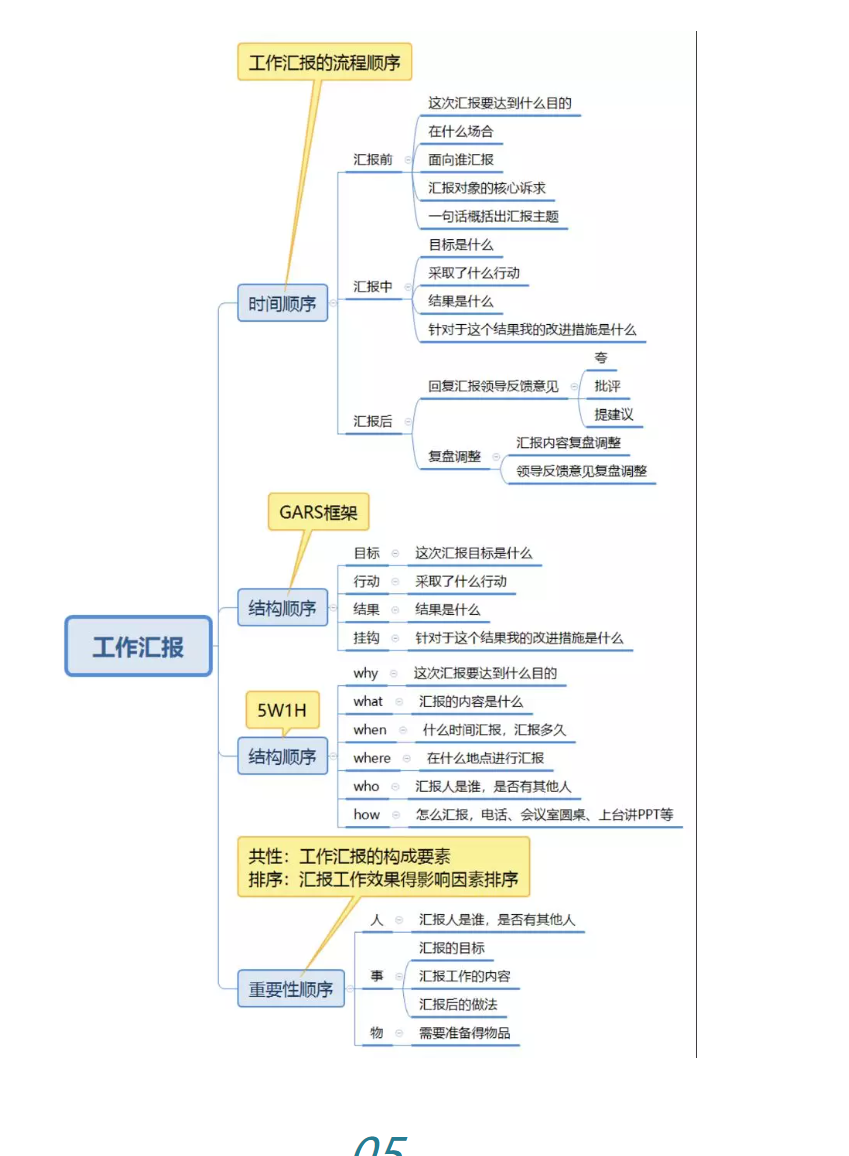 工作汇报
工作汇报的流程顺序
时间顺序
汇报前
这次汇报要达到什么目的
在什么场合
面向谁汇报
汇报对象的核心诉求
一句话概括出汇报主题
汇报中
目标是什么
采取了什么行动
结果是什么
针对于这个结果我的改进措施是什么
汇报后
回复汇报领导反馈意见
夸
批评
提建议
复盘调整
汇报内容复盘调整
领导反馈意见复盘调整
GARS框架
结构顺序
目标
这次汇报目标是什么
行动
采取了什么行动
结果
结果是什么
挂钩
针对于这个结果我的改进措施是什么
5W1H
结构顺序
why
这次汇报要达到什么目的
what
汇报的内容是什么
when
什么时间汇报，汇报多久
where
在什么地点进行汇报
who
汇报人是谁，是否有其他人
how
怎么汇报，电话、会议室圆桌、上台讲PPT等
共性：工作汇报的构成要素
排序：汇报工作效果得影响因素排序
重要性顺序
人
汇报人是谁，是否有其他人
事
汇报的目标
汇报工作的内容
汇报后的做法
物
需要准备得物品
05